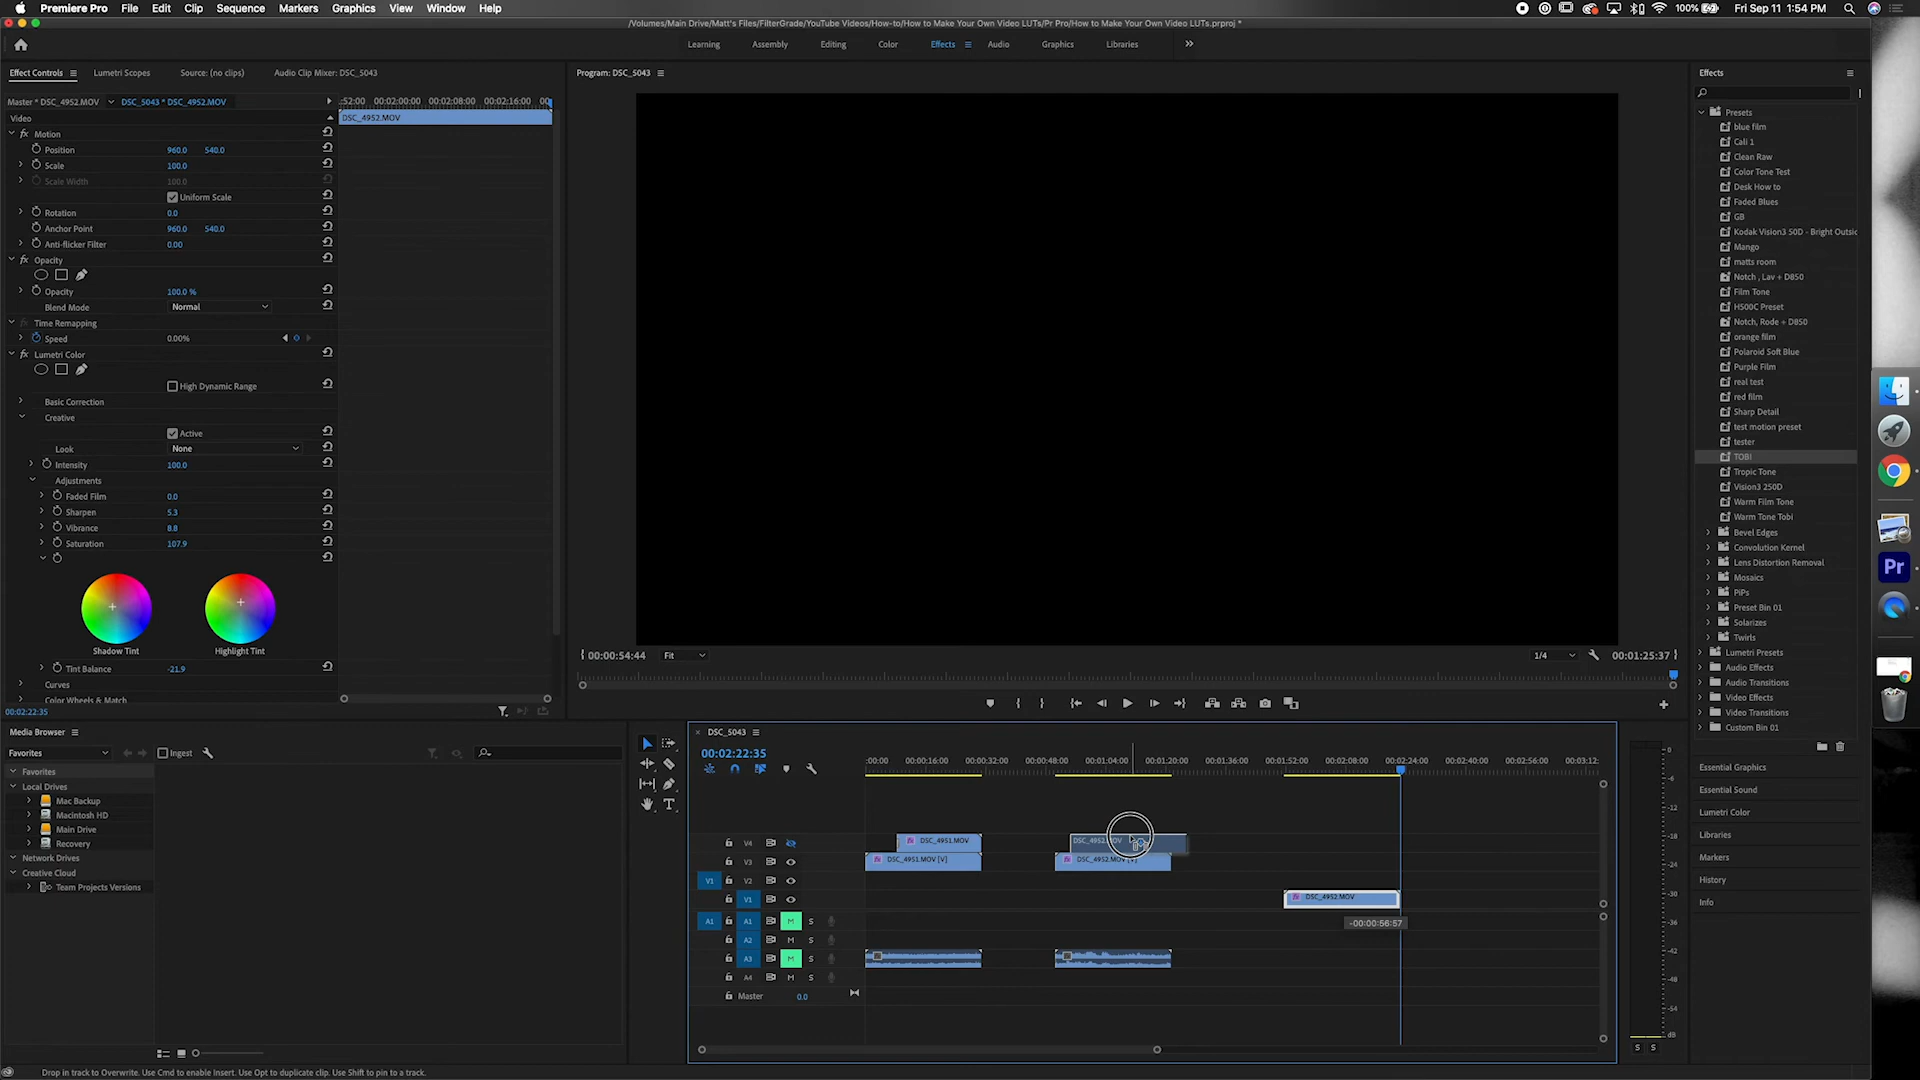 Premiere Pro File Edit Clip Sequence Markers Graphics View Window Help 100% Fri Sep 11 1:54 PM
/Volumes/Main Drive/Matt's Files/FilterGrade/YouTube Videos/How-to/How to Make Your Own Video LUTs/Pr Pro/How to Make Your Own Video LUTs.prproj *
Learning Assembly Editing Color Effects Audio Graphics Libraries
Effect Controls Lumetri Scopes Source: (no clips) Audio Clip Mixer: DSC_5043
Master * DSC_4952.MOV DSC_5043 * DSC_4952.MOV
:52:00 00:02:00:00 00:02:08:00 00:02:16:00 00
Video DSC_4952.MOV
Motion
Position 960.0 540.0
Scale 100.0
Scale Width 100.0
Uniform Scale
Rotation 0.0
Anchor Point 960.0 540.0
Anti-flicker Filter 0.00
Opacity
Opacity 100.0 %
Blend Mode Normal
Time Remapping
Speed 0.00%
Lumetri Color
High Dynamic Range
Basic Correction
Creative
Active
Look None
Intensity 100.0
Adjustments
Faded Film 0.0
Sharpen 5.3
Vibrance 8.8
Saturation 107.9
Shadow Tint Highlight Tint
Tint Balance -21.9
Curves
Color Wheels & Match
00:02:22:35
Program: DSC_5043
00:00:54:44 Fit 1/4 00:01:25:37
Effects
Presets
blue film
Cali 1
Clean Raw
Color Tone Test
Desk How to
Faded Blues
GB
Kodak Vision3 50D - Bright Outsid
Mango
matts room
Notch , Lav + D850
Film Tone
H500C Preset
Notch, Rode + D850
orange film
Polaroid Soft Blue
Purple Film
real test
red film
Sharp Detail
test motion preset
tester
TOBI
Tropic Tone
Vision3 250D
Warm Film Tone
Warm Tone Tobi
Bevel Edges
Convolution Kernel
Lens Distortion Removal
Mosaics
PiPs
Preset Bin 01
Solarizes
Twirls
Lumetri Presets
Audio Effects
Audio Transitions
Video Effects
Video Transitions
Custom Bin 01
Essential Graphics
Essential Sound
Lumetri Color
Libraries
Markers
History
Info
Pr
Media Browser
Favorites Ingest
Favorites
Local Drives
Mac Backup
Macintosh HD
Main Drive
Recovery
Network Drives
Creative Cloud
Team Projects Versions
DSC_5043
00:02:22:35
:00:00 00:00:16:00 00:00:32:00 00:00:48:00 00:01:04:00 00:01:20:00 00:01:36:00 00:01:52:00 00:02:08:00 00:02:24:00 00:02:40:00 00:02:56:00 00:03:12:
V4 DSC_4951.MOV DSC_4952.MOV
V3 DSC_4951.MOV [V] DSC_4952.MOV [V]
V1 V2
V1 DSC_4952.MOV
A1 A1 M S
-00:00:56:57
A2 M S
A3 M S
A4 M S
Master 0.0
0
-6
-12
-18
-24
-30
-36
-42
-48
-54
dB
S S
Drop in track to Overwrite. Use Cmd to enable Insert. Use Opt to duplicate clip. Use Shift to pin to a track.